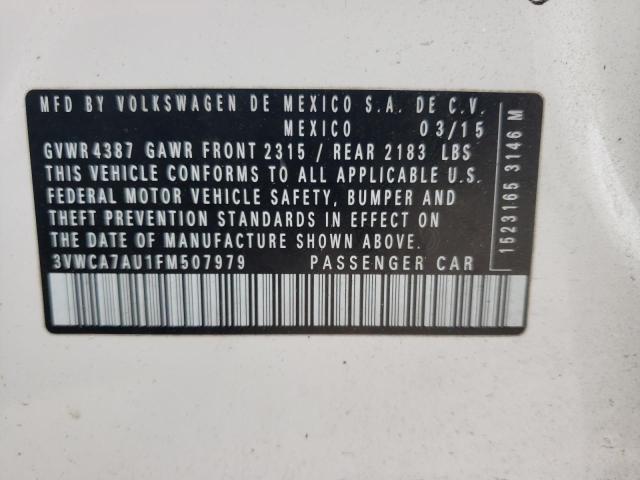 MFD BY VOLKSWAGEN DE MEXICO S.A. DE C.V.
MEXICO 03/15
GVWR 4387 GAWR FRONT 2315 / REAR 2183 LBS
THIS VEHICLE CONFORMS TO ALL APPLICABLE U.S.
FEDERAL MOTOR VEHICLE SAFETY, BUMPER AND
THEFT PREVENTION STANDARDS IN EFFECT ON
THE DATE OF MANUFACTURE SHOWN ABOVE.
3VWCA7AU1FM507979 PASSENGER CAR
1523165 3146 M